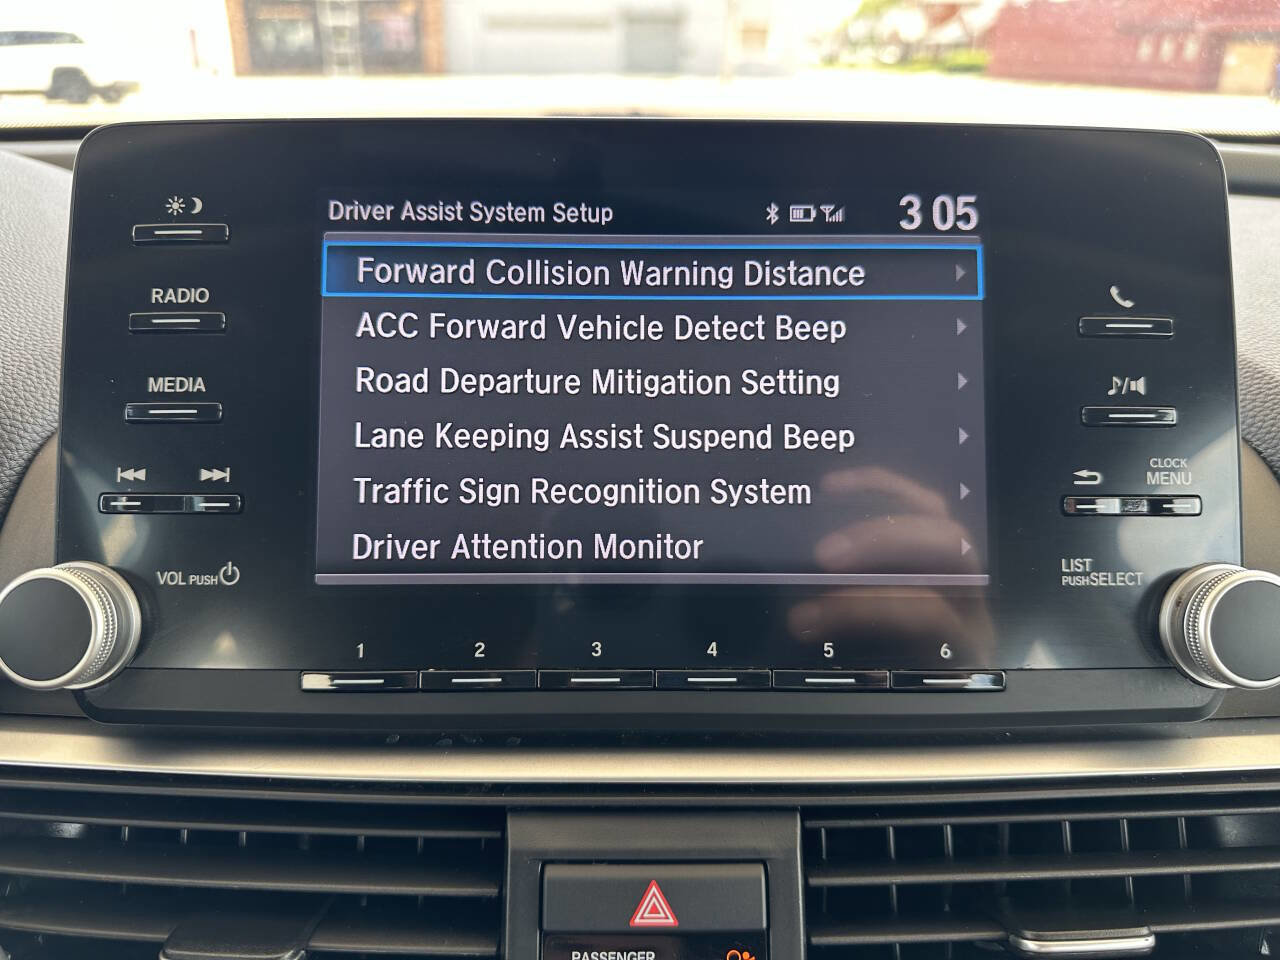 Driver Assist System Setup
3 05
Forward Collision Warning Distance
ACC Forward Vehicle Detect Beep
Road Departure Mitigation Setting
Lane Keeping Assist Suspend Beep
Traffic Sign Recognition System
Driver Attention Monitor
RADIO
MEDIA
VOL PUSH
CLOCK
MENU
LIST
PUSH SELECT
1 2 3 4 5 6
PASSENGER